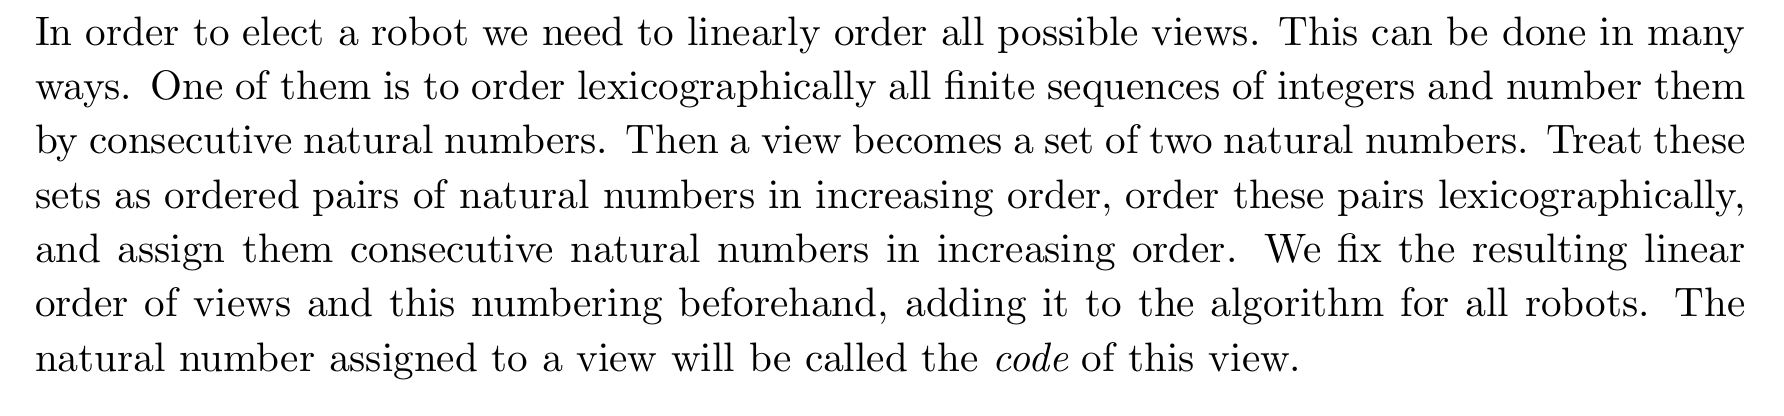 In order to elect a robot we need to linearly order all possible views. This can be done in many
ways. One of them is to order lexicographically all finite sequences of integers and number them
by consecutive natural numbers. Then a view becomes a set of two natural numbers. Treat these
sets as ordered pairs of natural numbers in increasing order, order these pairs lexicographically,
and assign them consecutive natural numbers in increasing order. We fix the resulting linear
order of views and this numbering beforehand, adding it to the algorithm for all robots. The
natural number assigned to a view will be called the code of this view.